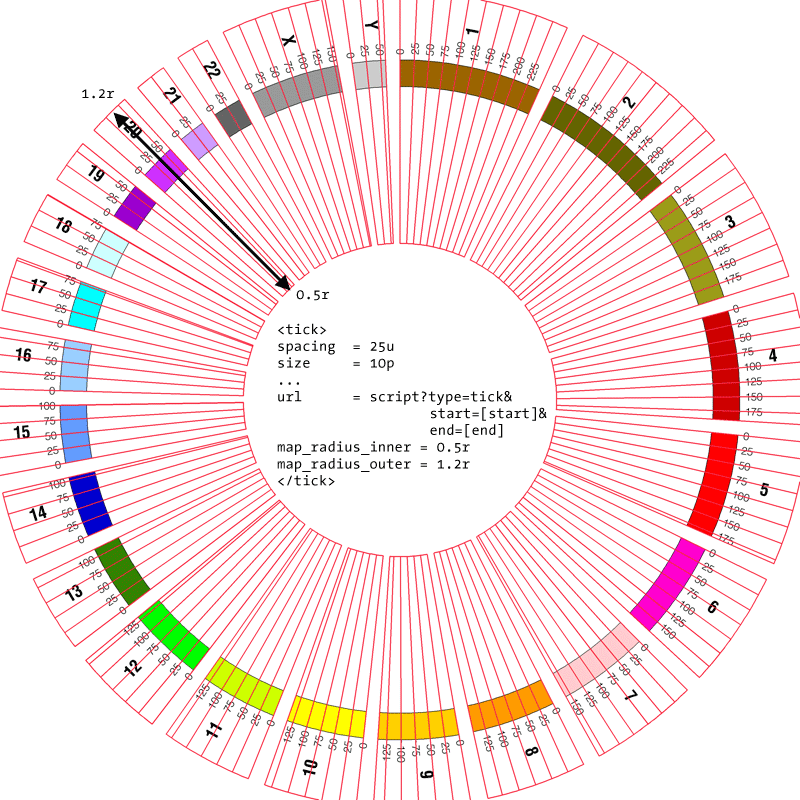 1
0 25 50 75 100 125 150 175 200 225
2
0 25 50 75 100 125 150 175 200 225
3
0 25 50 75 100 125 150 175
4
0 25 50 75 100 125 150 175
5
0 25 50 75 100 125 150 175
6
0 25 50 75 100 125 150
7
0 25 50 75 100 125 150
8
0 25 50 75 100 125
9
0 25 50 75 100 125
10
0 25 50 75 100 125
11
0 25 50 75 100 125
12
0 25 50 75 100 125
13
0 25 50 75 100
14
0 25 50 75 100
15
0 25 50 75 100
16
0 25 50 75
17
0 25 50 75
18
0 25 50 75
19
0 25 50
20
0 25 50
21
0 25
22
0 25
X
0 25 50 75 100 125 150
Y
0 25 50
1.2r
0.5r
<tick>
spacing = 25u
size = 10p
...
url = script?type=tick&
start=[start]&
end=[end]
map_radius_inner = 0.5r
map_radius_outer = 1.2r
</tick>